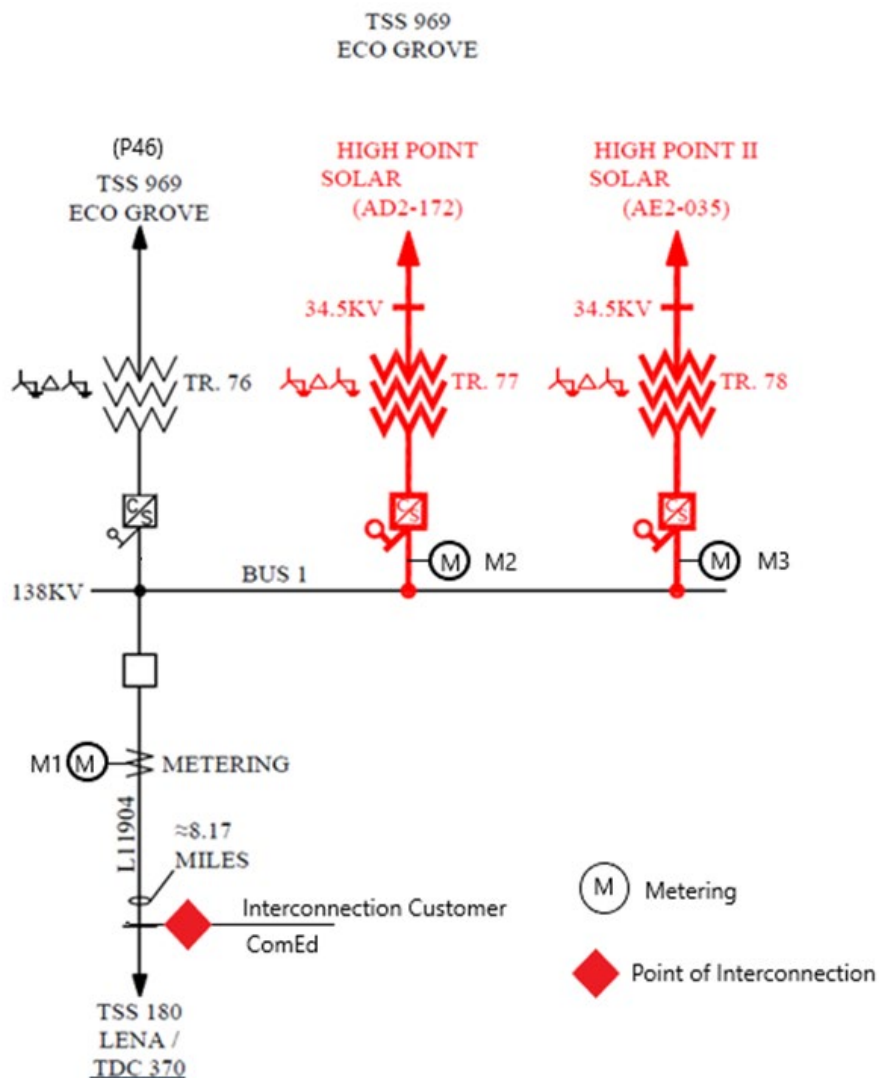 TSS 969
ECO GROVE
(P46)
TSS 969
ECO GROVE
HIGH POINT
SOLAR
(AD2-172)
HIGH POINT II
SOLAR
(AE2-035)
34.5KV
34.5KV
TR. 76
TR. 77
TR. 78
C/S
C/S
C/S
M M2
M M3
BUS 1
138KV
M1 M METERING
L11904
≈8.17
MILES
M Metering
Interconnection Customer
ComEd
Point of Interconnection
TSS 180
LENA /
TDC 370